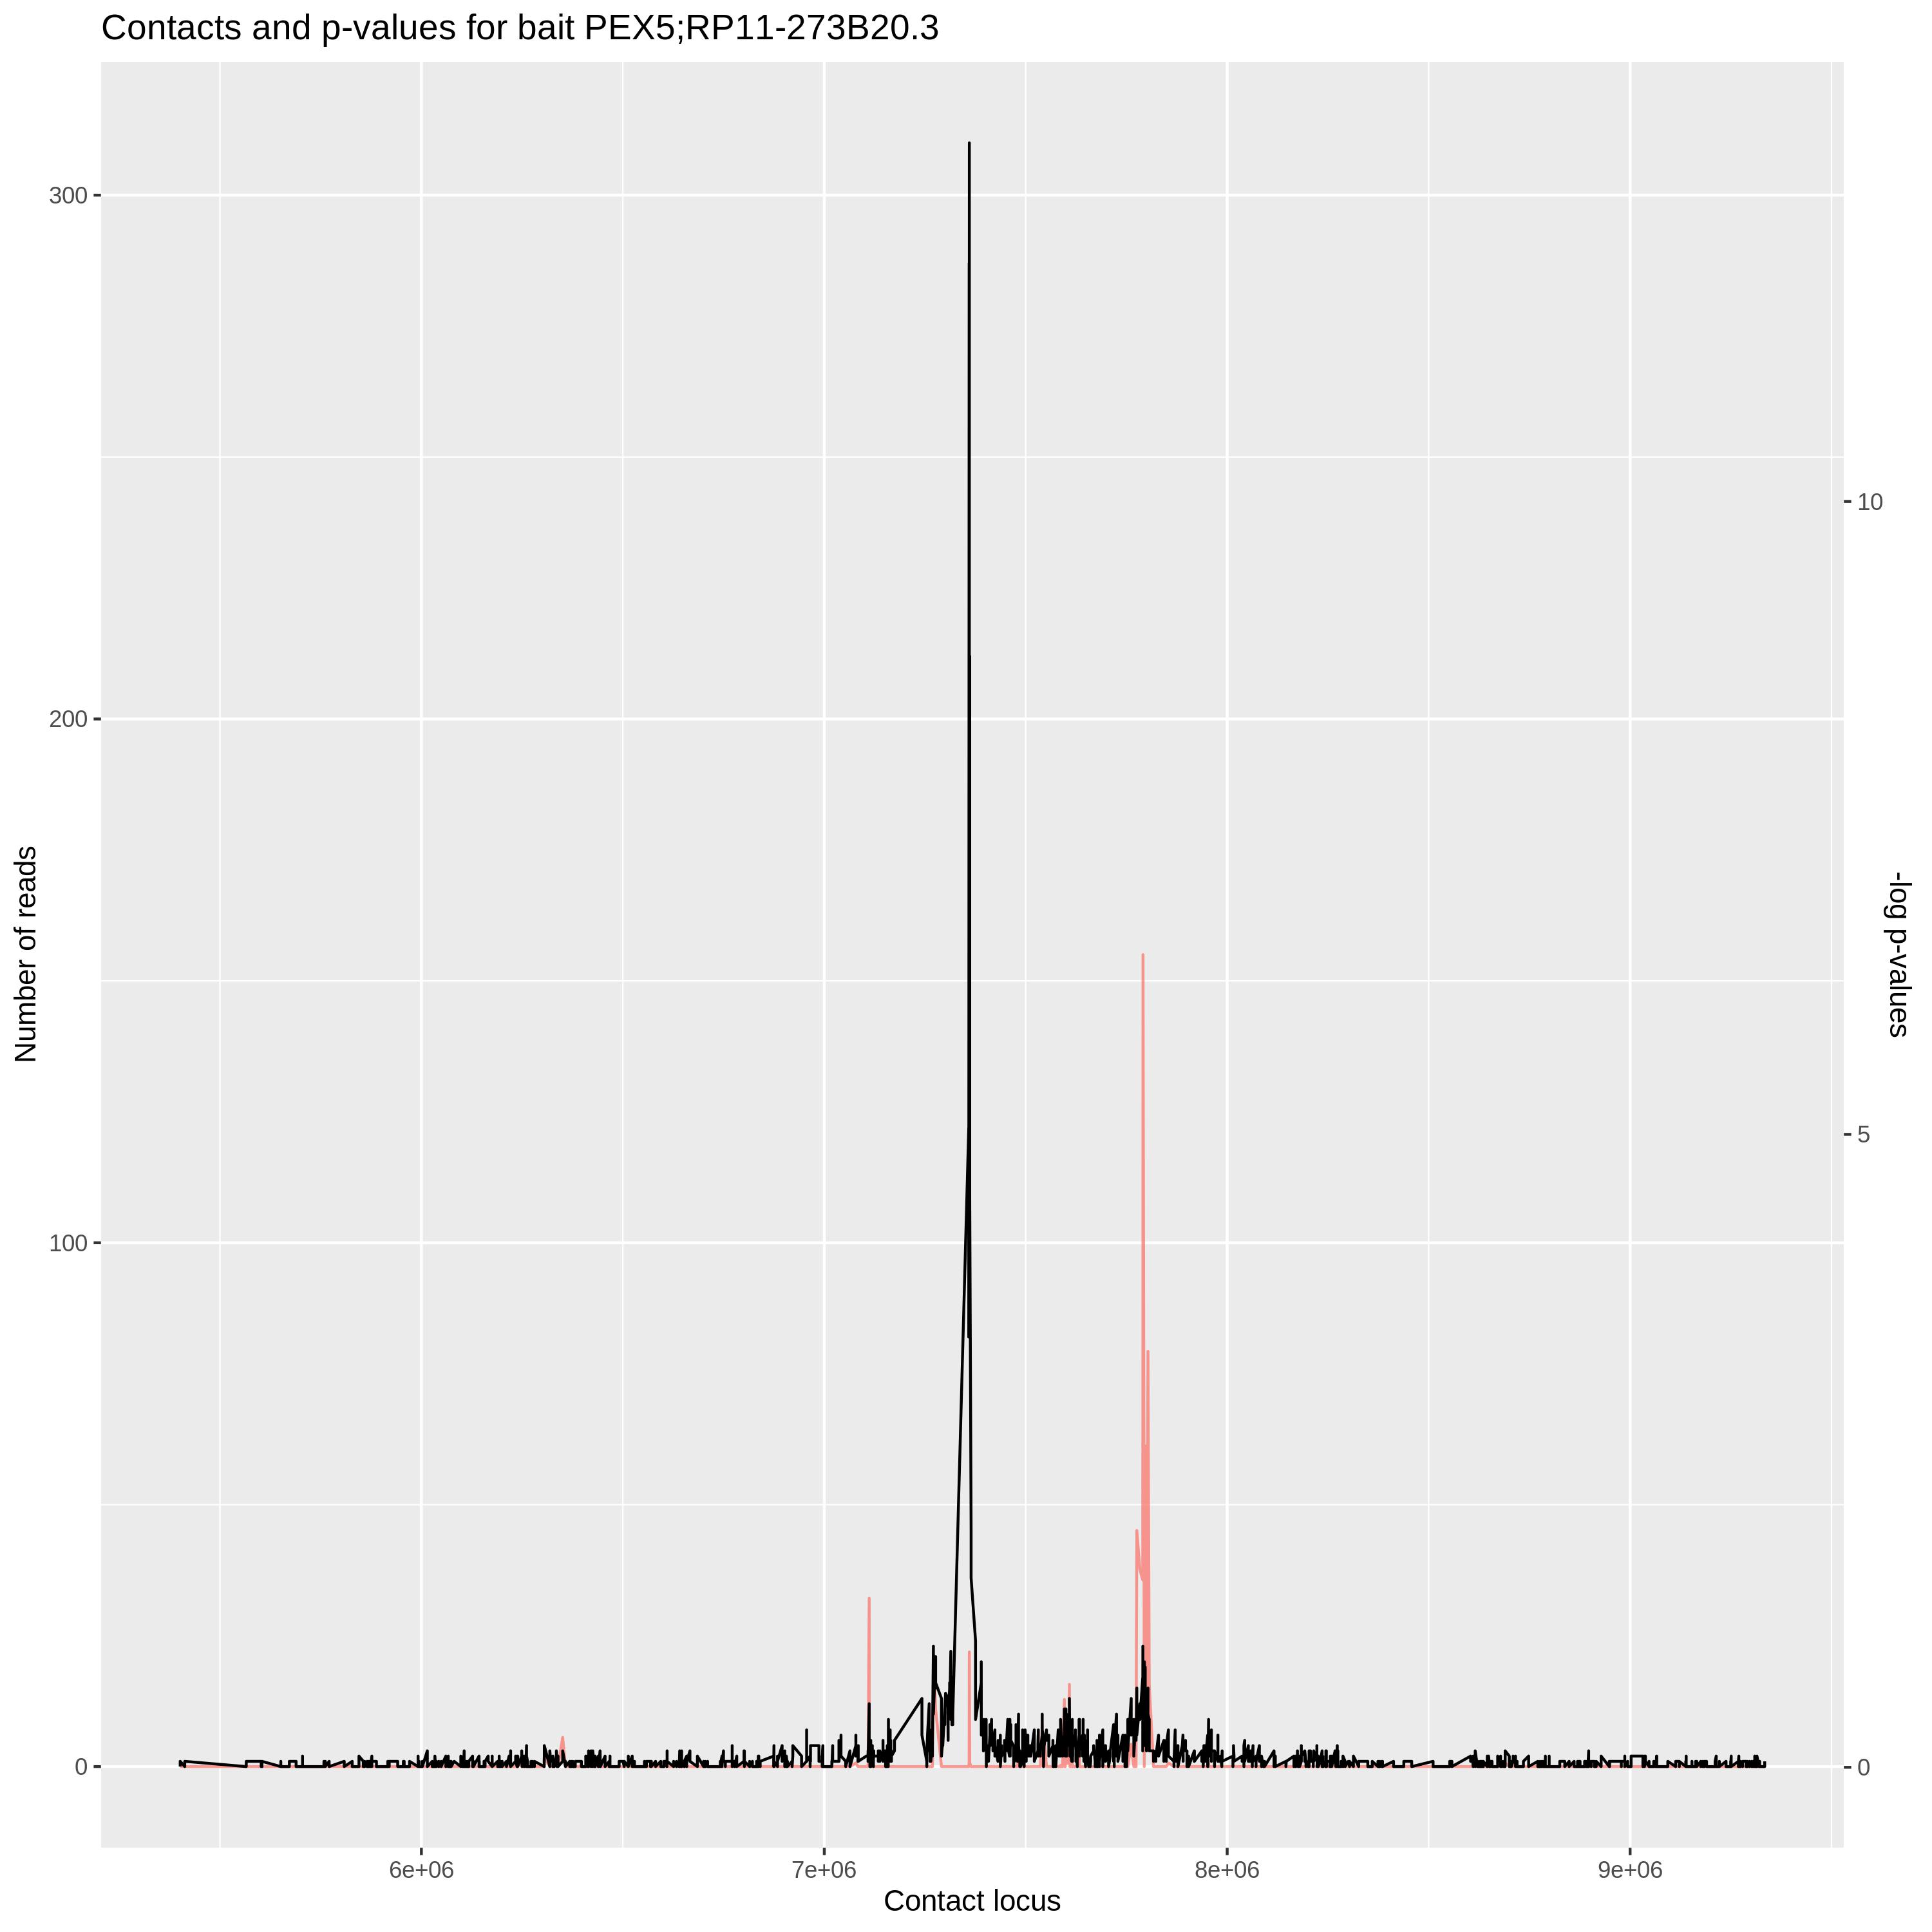 Contacts and p-values for bait PEX5;RP11-273B20.3
300
200
100
0
Number of reads
10
5
0
-log p-values
6e+06
7e+06
8e+06
9e+06
Contact locus